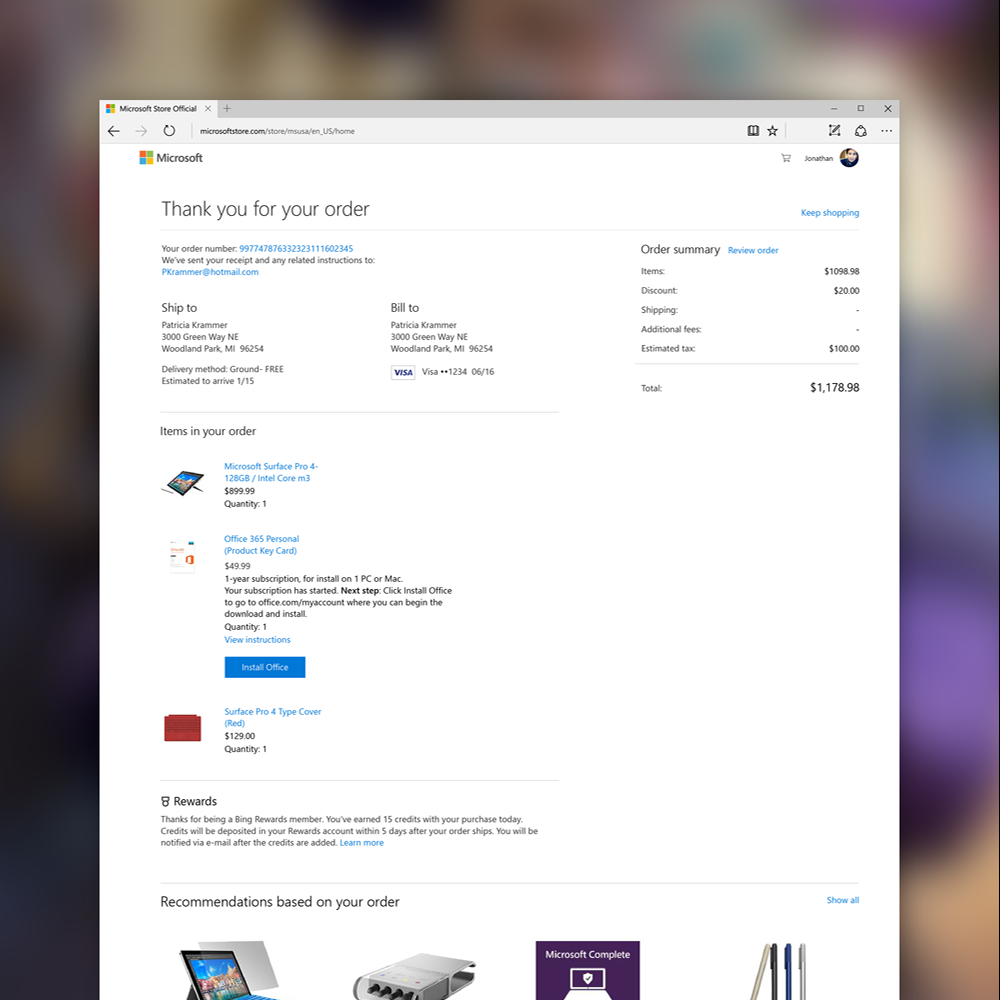 Microsoft Store Official
microsoftstore.com/store/msusa/en_US/home
Microsoft
Jonathan
Thank you for your order
Keep shopping
Your order number: 997747876332323111602345
We've sent your receipt and any related instructions to:
PKrammer@hotmail.com
Ship to
Patricia Krammer
3000 Green Way NE
Woodland Park, MI 96254
Delivery method: Ground- FREE
Estimated to arrive 1/15
Bill to
Patricia Krammer
3000 Green Way NE
Woodland Park, MI 96254
VISA Visa ••1234 06/16
Order summary Review order
Items: $1098.98
Discount: $20.00
Shipping: -
Additional fees: -
Estimated tax: $100.00
Total: $1,178.98
Items in your order
Microsoft Surface Pro 4-
128GB / Intel Core m3
$899.99
Quantity: 1
Office 365 Personal
(Product Key Card)
$49.99
1-year subscription, for install on 1 PC or Mac.
Your subscription has started. Next step: Click Install Office
to go to office.com/myaccount where you can begin the
download and install.
Quantity: 1
View instructions
Install Office
Surface Pro 4 Type Cover
(Red)
$129.00
Quantity: 1
Rewards
Thanks for being a Bing Rewards member. You've earned 15 credits with your purchase today.
Credits will be deposited in your Rewards account within 5 days after your order ships. You will be
notified via e-mail after the credits are added. Learn more
Recommendations based on your order
Show all
Microsoft Complete